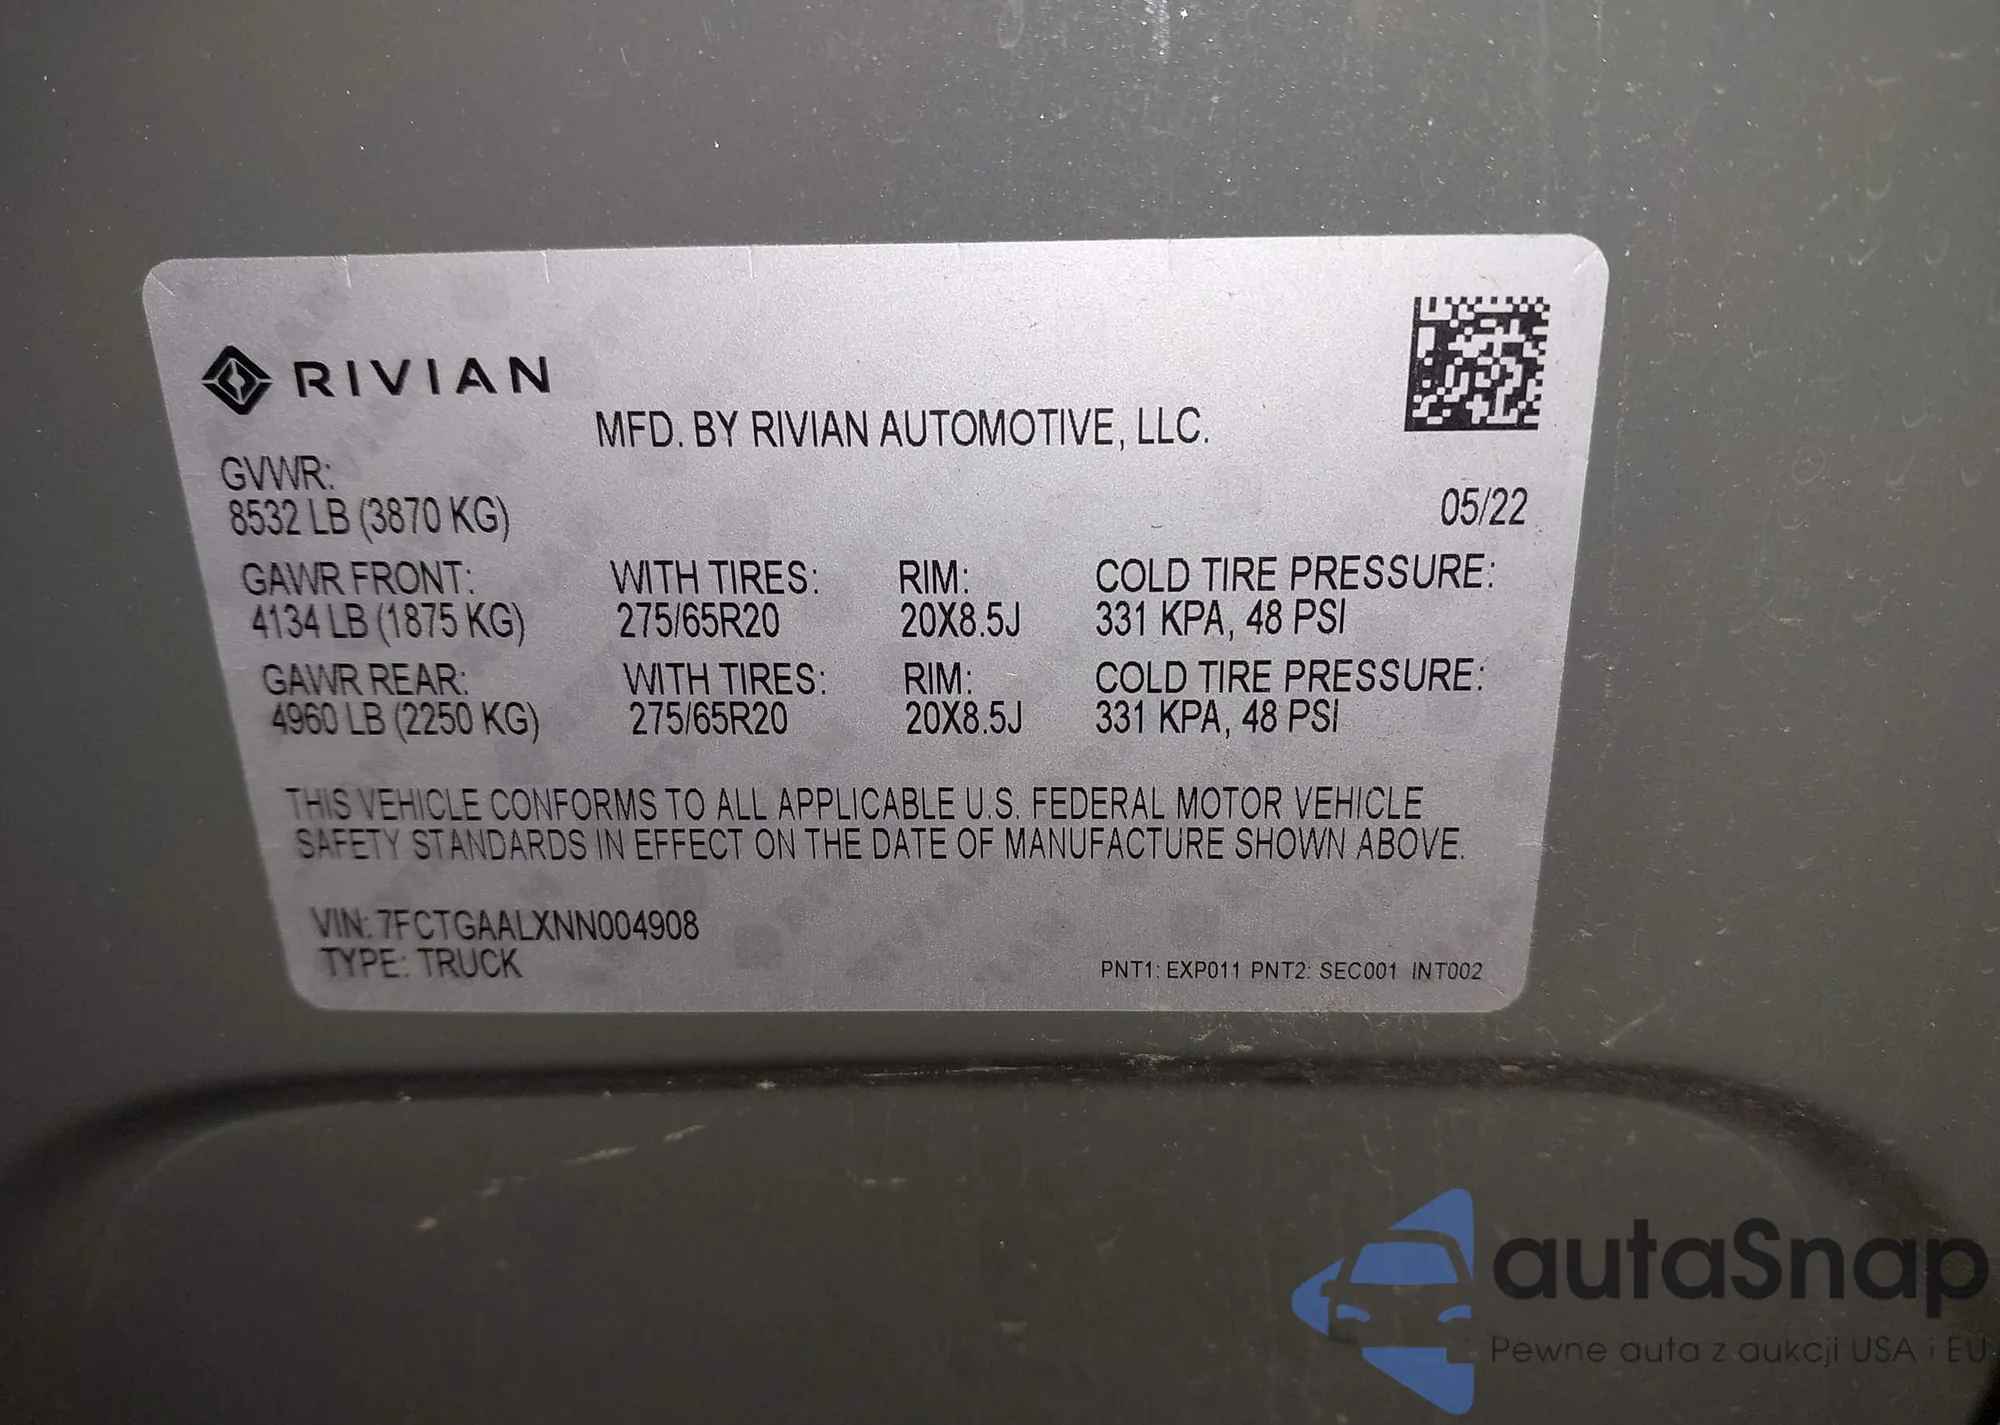 RIVIAN
MFD. BY RIVIAN AUTOMOTIVE, LLC.
GVWR:
8532 LB (3870 KG)
05/22
GAWR FRONT: WITH TIRES: RIM: COLD TIRE PRESSURE:
4134 LB (1875 KG) 275/65R20 20X8.5J 331 KPA, 48 PSI
GAWR REAR: WITH TIRES: RIM: COLD TIRE PRESSURE:
4960 LB (2250 KG) 275/65R20 20X8.5J 331 KPA, 48 PSI
THIS VEHICLE CONFORMS TO ALL APPLICABLE U.S. FEDERAL MOTOR VEHICLE
SAFETY STANDARDS IN EFFECT ON THE DATE OF MANUFACTURE SHOWN ABOVE.
VIN: 7FCTGAALXNN004908
TYPE: TRUCK
PNT1: EXP011 PNT2: SEC001 INT002
autaSnap
Pewne auta z aukcji USA i EU